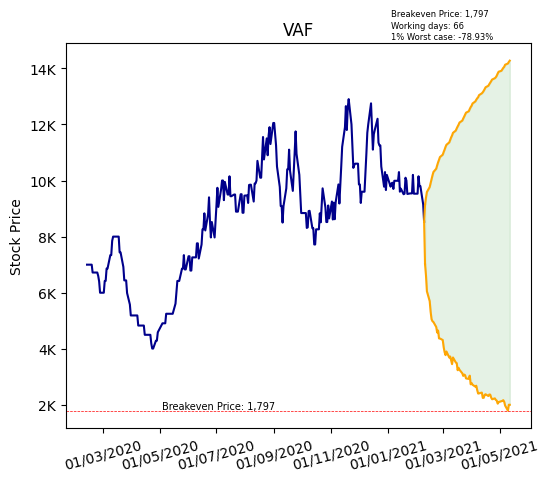 Breakeven Price: 1,797
Working days: 66
1% Worst case: -78.93%
VAF
Stock Price
14K
12K
10K
8K
6K
4K
2K
Breakeven Price: 1,797
01/03/2020 01/05/2020 01/07/2020 01/09/2020 01/11/2020 01/01/2021 01/03/2021 01/05/2021